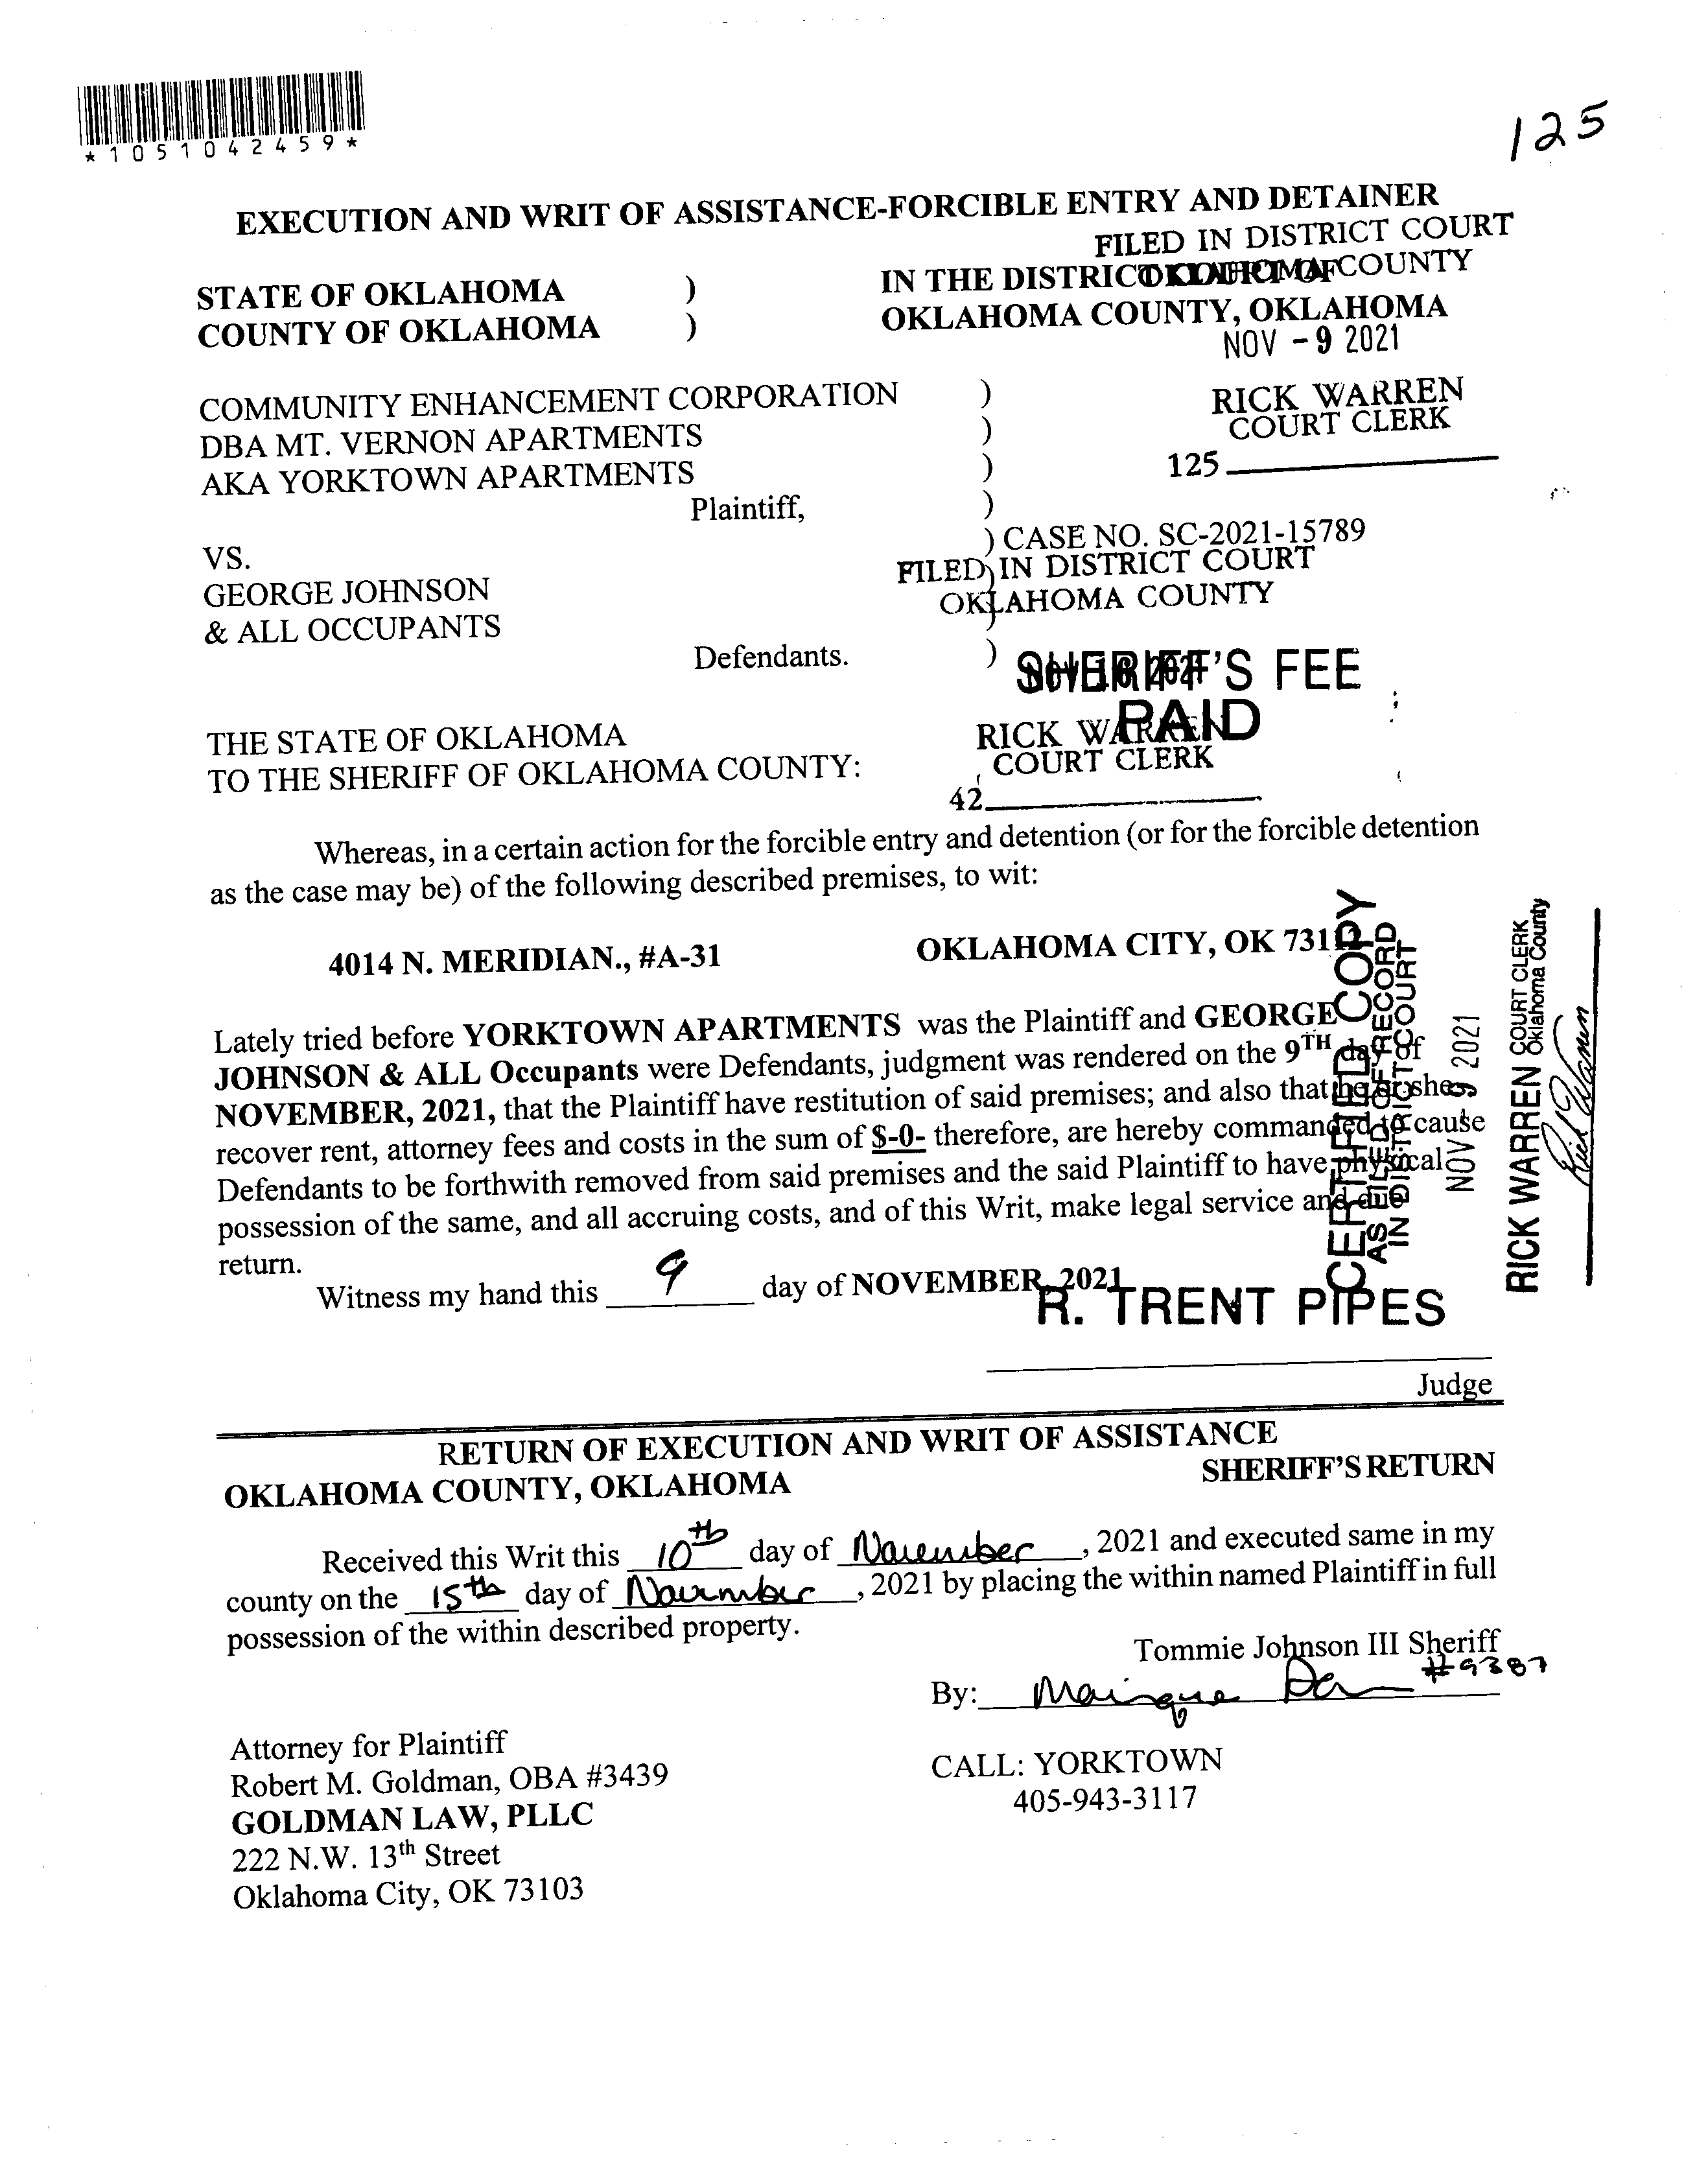 *1051042459*
125
EXECUTION AND WRIT OF ASSISTANCE-FORCIBLE ENTRY AND DETAINER
FILED IN DISTRICT COURT
OKLAHOMA COUNTY
STATE OF OKLAHOMA ) IN THE DISTRICT COURT OF
COUNTY OF OKLAHOMA ) OKLAHOMA COUNTY, OKLAHOMA
NOV - 9 2021
COMMUNITY ENHANCEMENT CORPORATION )
RICK WARREN
COURT CLERK
DBA MT. VERNON APARTMENTS )
125
AKA YORKTOWN APARTMENTS )
Plaintiff, )
) CASE NO. SC-2021-15789
VS.
FILED IN DISTRICT COURT
OKLAHOMA COUNTY
GEORGE JOHNSON )
& ALL OCCUPANTS )
Defendants. )
SHERIFF'S FEE
PAID
NOV 2021
RICK WARREN
COURT CLERK
42
THE STATE OF OKLAHOMA
TO THE SHERIFF OF OKLAHOMA COUNTY:
Whereas, in a certain action for the forcible entry and detention (or for the forcible detention
as the case may be) of the following described premises, to wit:
4014 N. MERIDIAN., #A-31 OKLAHOMA CITY, OK
Lately tried before YORKTOWN APARTMENTS was the Plaintiff and GEORGE
JOHNSON & ALL Occupants were Defendants, judgment was rendered on the 9TH day of
NOVEMBER, 2021, that the Plaintiff have restitution of said premises; and also that he or she
recover rent, attorney fees and costs in the sum of $-0- therefore, are hereby commanded to cause
Defendants to be forthwith removed from said premises and the said Plaintiff to have physical
possession of the same, and all accruing costs, and of this Writ, make legal service and due
return.
Witness my hand this 9 day of NOVEMBER, 2021
R. TRENT PIPES
Judge
CERTIFIED COPY
AS FILED OF RECORD
IN DISTRICT COURT
NOV 9 2021
RICK WARREN COURT CLERK
Oklahoma County
Rick Warren
RETURN OF EXECUTION AND WRIT OF ASSISTANCE
OKLAHOMA COUNTY, OKLAHOMA SHERIFF'S RETURN
Received this Writ this 10th day of November, 2021 and executed same in my
county on the 15th day of November, 2021 by placing the within named Plaintiff in full
possession of the within described property.
Tommie Johnson III Sheriff
By: #9387
Attorney for Plaintiff
Robert M. Goldman, OBA #3439
GOLDMAN LAW, PLLC
222 N.W. 13th Street
Oklahoma City, OK 73103
CALL: YORKTOWN
405-943-3117